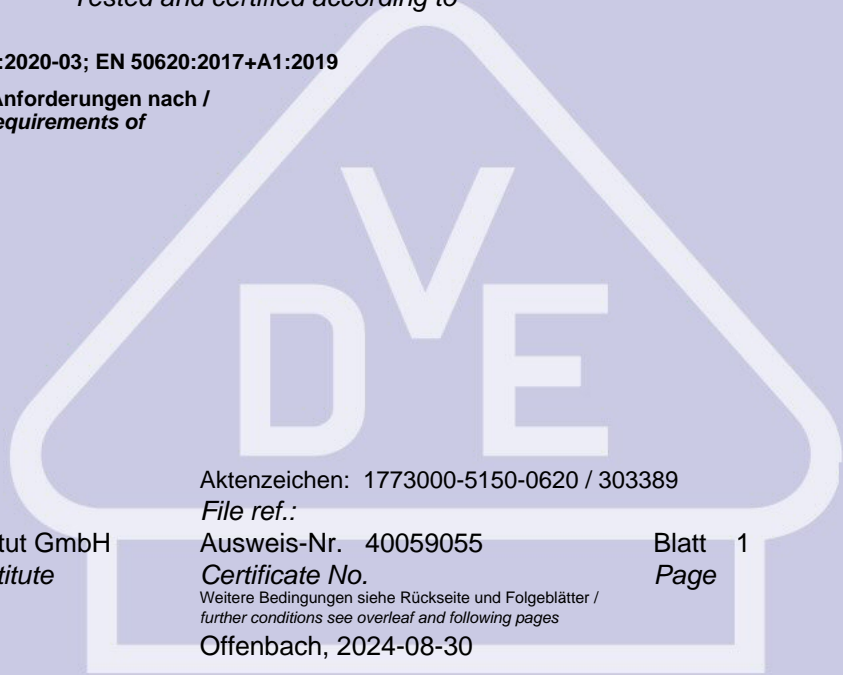 Tested and certified according to
:2020-03; EN 50620:2017+A1:2019
Anforderungen nach /
equirements of
VDE
Aktenzeichen: 1773000-5150-0620 / 303389
File ref.:
tut GmbH Ausweis-Nr. 40059055 Blatt 1
titute Certificate No. Page
Weitere Bedingungen siehe Rückseite und Folgeblätter /
further conditions see overleaf and following pages
Offenbach, 2024-08-30